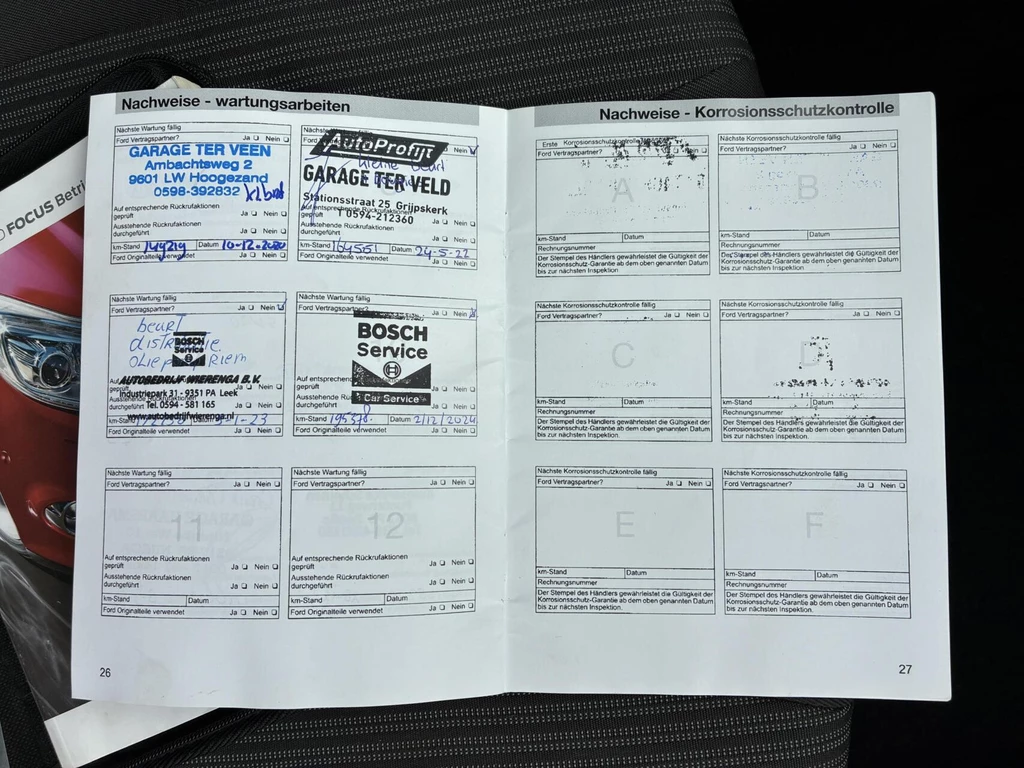 FOCUS Betri
Nachweise - wartungsarbeiten
Nächste Wartung fällig
Ford Vertragspartner? Ja ❏ Nein ❏
GARAGE TER VEEN
Ambachtsweg 2
9601 LW Hoogezand
0598-392832
Auf entsprechende Rückrufaktionen
geprüft Ja ❏ Nein ❏
Ausstehende Rückrufaktionen
durchgeführt Ja ❏ Nein ❏
km-Stand 144219 Datum 10-12-2020
Ford Originalteile verwendet Ja ❏ Nein ❏
Nächste Wartung fällig
Nein
AutoProfijt
kleine beurt
GARAGE TER VELD
Stationsstraat 25 Grijpskerk
T 0594-212360
geprüft Ja ❏ Nein ❏
Ausstehende Rückrufaktionen
durchgeführt Ja ❏ Nein ❏
km-Stand 164551 Datum 24-5-22
Ford Originalteile verwendet Ja ❏ Nein ❏
Nächste Wartung fällig
Ford Vertragspartner? Ja ❏ Nein
beurt
distributie
BOSCH
Service
riem
AUTOBEDRIJF WIERENGA B.V.
Industriepark 31 - 9351 PA Leek
Tel. 0594 - 581 165
www.autobedrijfwierenga.nl
km-Stand
Ford Originalteile verwendet Ja ❏ Nein ❏
Nächste Wartung fällig
Ford Vertragspartner? Ja ❏ Nein
BOSCH
Service
Auf entsprechende
geprüft Ja ❏ Nein ❏
Car Service
durchgeführt Ja ❏ Nein ❏
km-Stand 195378 Datum 2/12/2024
Ford Originalteile verwendet Ja ❏ Nein ❏
Nächste Wartung fällig
Ford Vertragspartner? Ja ❏ Nein ❏
11
Auf entsprechende Rückrufaktionen
geprüft Ja ❏ Nein ❏
Ausstehende Rückrufaktionen
durchgeführt Ja ❏ Nein ❏
km-Stand Datum
Ford Originalteile verwendet Ja ❏ Nein ❏
Nächste Wartung fällig
Ford Vertragspartner? Ja ❏ Nein ❏
12
Auf entsprechende Rückrufaktionen
geprüft Ja ❏ Nein ❏
Ausstehende Rückrufaktionen
durchgeführt Ja ❏ Nein ❏
km-Stand Datum
Ford Originalteile verwendet Ja ❏ Nein ❏
26
Nachweise - Korrosionsschutzkontrolle
Erste Korrosionsschutzkontrolle
Ford Vertragspartner?
A
km-Stand Datum
Rechnungsnummer
Der Stempel des Händlers gewährleistet die Gültigkeit der
Korrosionsschutz-Garantie ab dem oben genannten Datum
bis zur nächsten Inspektion
Nächste Korrosionsschutzkontrolle fällig
Ford Vertragspartner? Ja ❏ Nein ❏
B
km-Stand Datum
Rechnungsnummer
Der Stempel des Händlers gewährleistet die Gültigkeit der
Korrosionsschutz-Garantie ab dem oben genannten Datum
bis zur nächsten Inspektion
Nächste Korrosionsschutzkontrolle fällig
Ford Vertragspartner? Ja ❏ Nein ❏
C
km-Stand Datum
Rechnungsnummer
Der Stempel des Händlers gewährleistet die Gültigkeit der
Korrosionsschutz-Garantie ab dem oben genannten Datum
bis zur nächsten Inspektion.
Nächste Korrosionsschutzkontrolle fällig
Ford Vertragspartner? Ja ❏ Nein ❏
D
km-Stand Datum
Rechnungsnummer
Der Stempel des Händlers gewährleistet die Gültigkeit der
Korrosionsschutz-Garantie ab dem oben genannten Datum
bis zur nächsten Inspektion.
Nächste Korrosionsschutzkontrolle fällig
Ford Vertragspartner? Ja ❏ Nein ❏
E
km-Stand Datum
Rechnungsnummer
Der Stempel des Händlers gewährleistet die Gültigkeit der
Korrosionsschutz-Garantie ab dem oben genannten Datum
bis zur nächsten Inspektion.
Nächste Korrosionsschutzkontrolle fällig
Ford Vertragspartner? Ja ❏ Nein ❏
F
km-Stand Datum
Rechnungsnummer
Der Stempel des Händlers gewährleistet die Gültigkeit der
Korrosionsschutz-Garantie ab dem oben genannten Datum
bis zur nächsten Inspektion.
27